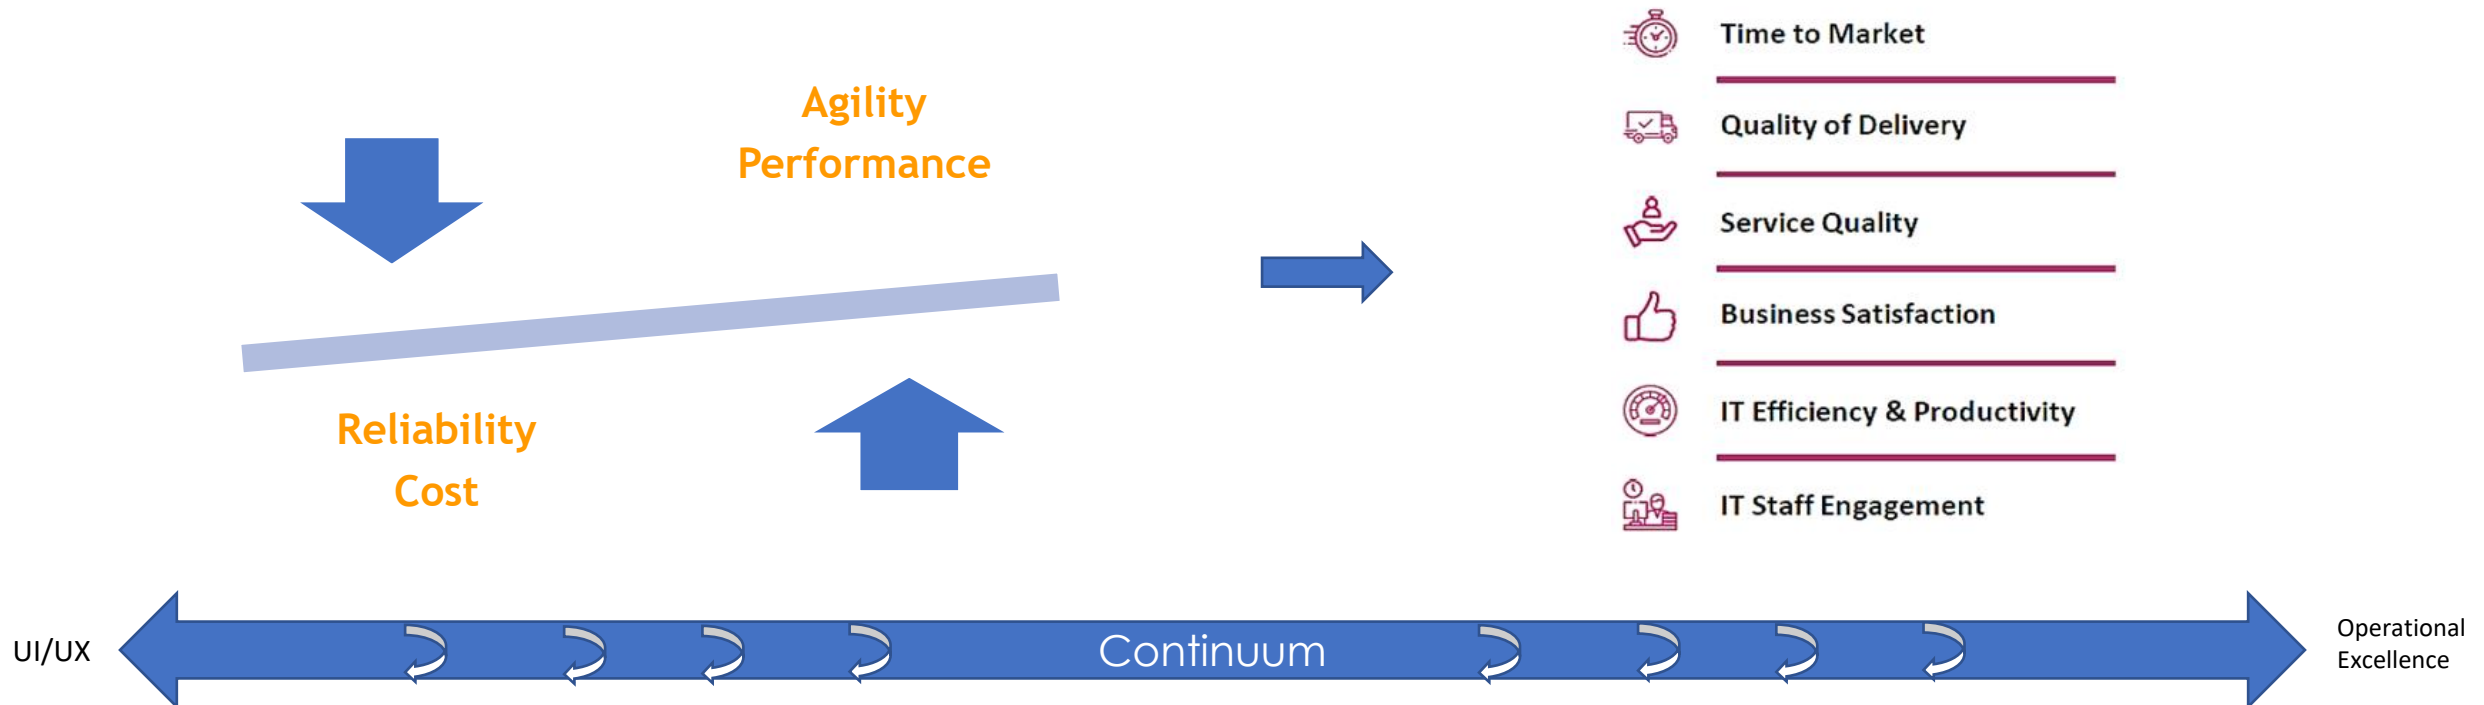 Agility
Performance
Reliability
Cost
Time to Market
Quality of Delivery
Service Quality
Business Satisfaction
IT Efficiency & Productivity
IT Staff Engagement
UI/UX
Continuum
Operational
Excellence